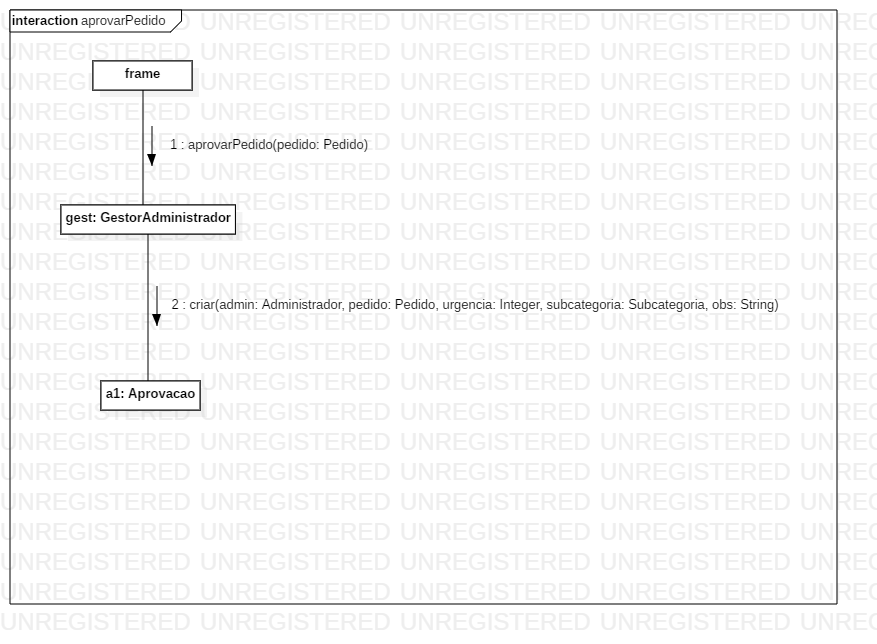 interaction aprovarPedido
frame
1 : aprovarPedido(pedido: Pedido)
gest: GestorAdministrador
2 : criar(admin: Administrador, pedido: Pedido, urgencia: Integer, subcategoria: Subcategoria, obs: String)
a1: Aprovacao
UNREGISTERED